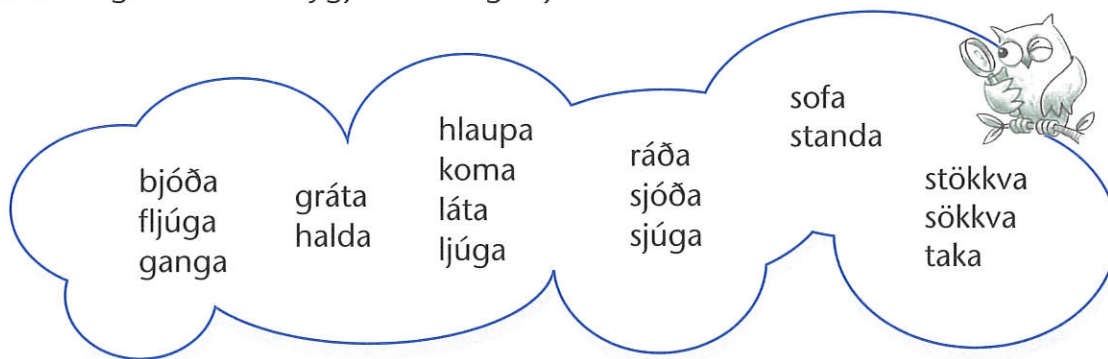 bjóða
fljúga
ganga
gráta
halda
hlaupa
koma
láta
ljúga
ráða
sjóða
sjúga
sofa
standa
stökkva
sökkva
taka